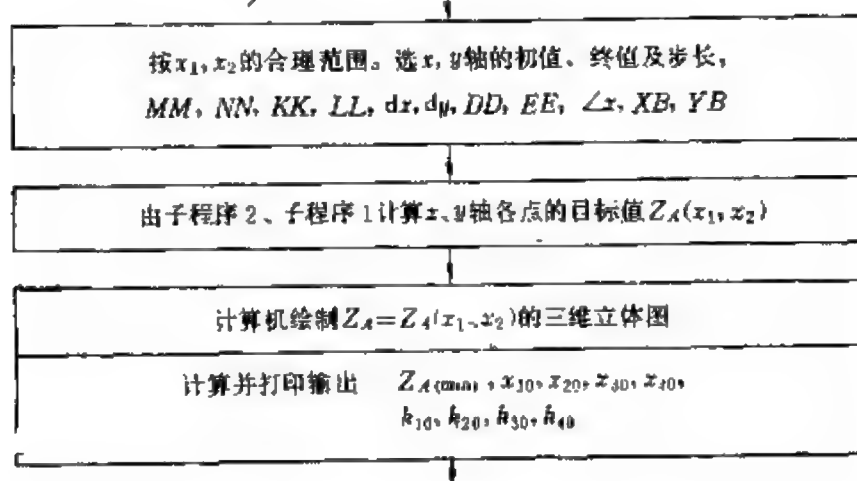 按x₁, x₂的合理范围。选x, y轴的初值、终值及步长,
MM, NN, KK, LL, dx, dy, DD, EE, ∠x, XB, YB
由子程序2、子程序1计算x、y轴各点的目标值Z_A(x₁, x₂)
计算机绘制Z_A=Z_A(x₁、x₂)的三维立体图
计算并打印输出 Z_A(min), x₁₀, x₂₀, x₃₀, x₄₀,
k₁₀, k₂₀, k₃₀, k₄₀